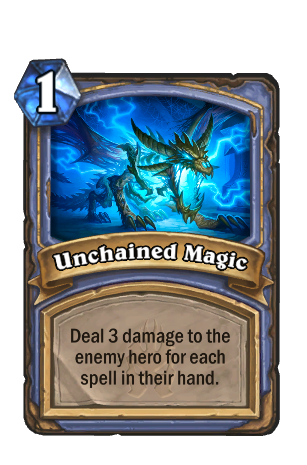 1
Unchained Magic
Deal 3 damage to the
enemy hero for each
spell in their hand.